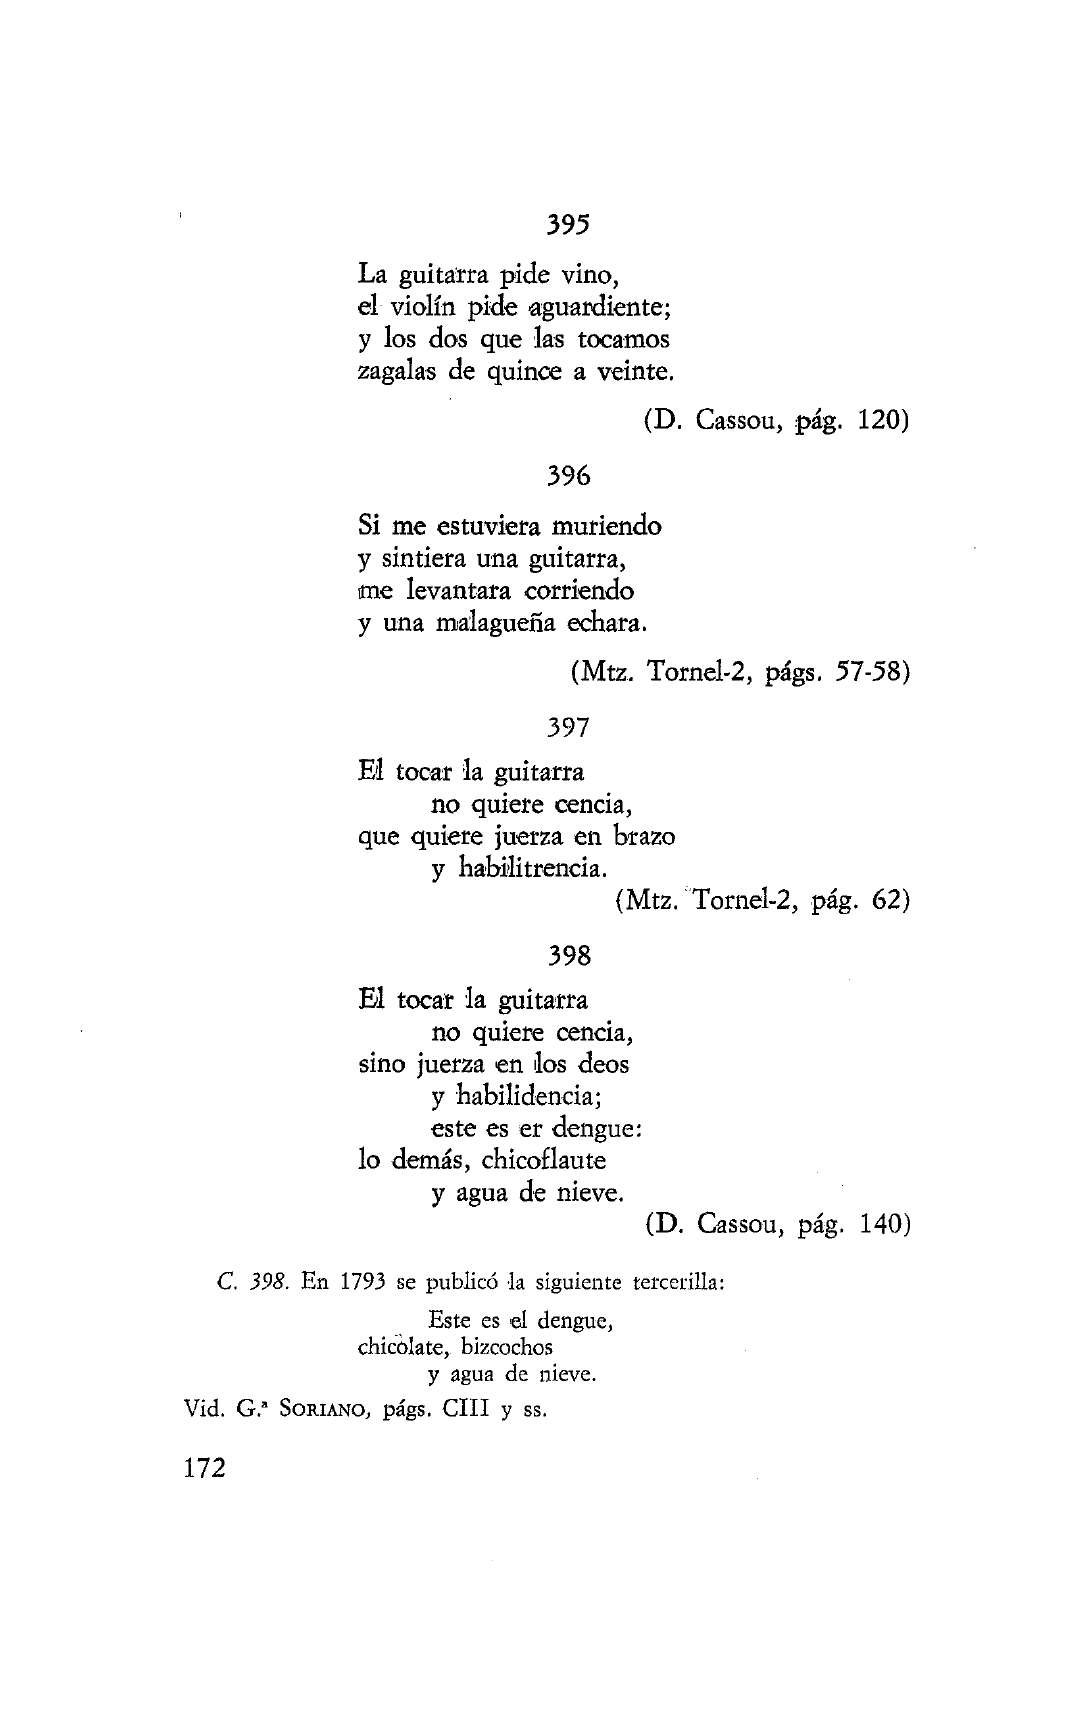 395
La guitarra pide vino,
el violín pide aguardiente;
y los dos que las tocamos
zagalas de quince a veinte.
(D. Cassou, pág. 120)
396
Si me estuviera muriendo
y sintiera una guitarra,
me levantara corriendo
y una malagueña echara.
(Mtz. Tornel-2, págs. 57-58)
397
El tocar la guitarra
no quiere cencia,
que quiere juerza en brazo
y habilitrencia.
(Mtz. Tornel-2, pág. 62)
398
El tocar la guitarra
no quiere cencia,
sino juerza en los deos
y habilidencia;
este es er dengue:
lo demás, chicoflaute
y agua de nieve.
(D. Cassou, pág. 140)
C. 398. En 1793 se publicó la siguiente tercerilla:
Este es el dengue,
chicolate, bizcochos
y agua de nieve.
Vid. G.ª SORIANO, págs. CIII y ss.
172